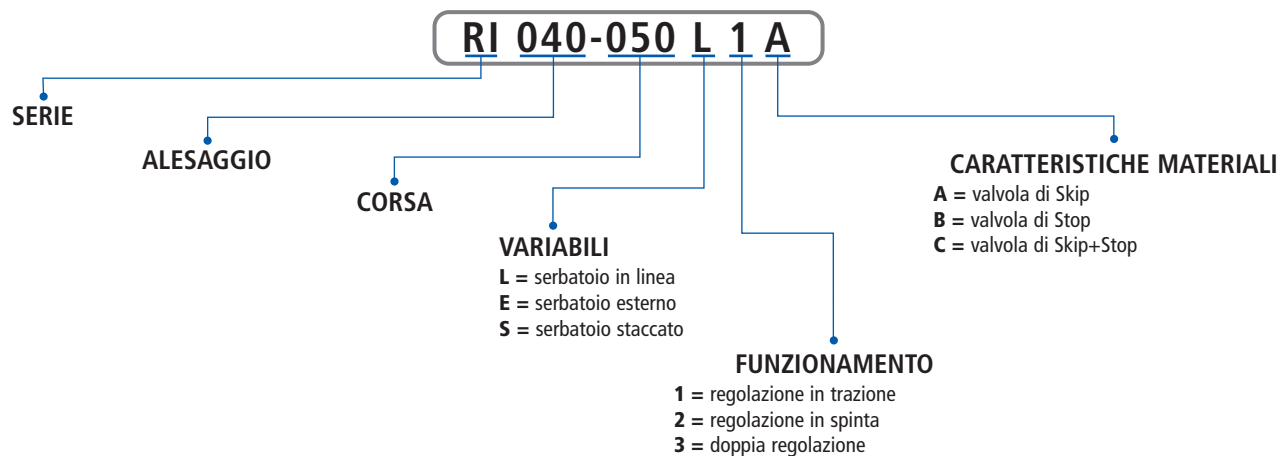 RI 040-050 L 1 A
SERIE
ALESAGGIO
CORSA
VARIABILI
L = serbatoio in linea
E = serbatoio esterno
S = serbatoio staccato
FUNZIONAMENTO
1 = regolazione in trazione
2 = regolazione in spinta
3 = doppia regolazione
CARATTERISTICHE MATERIALI
A = valvola di Skip
B = valvola di Stop
C = valvola di Skip+Stop